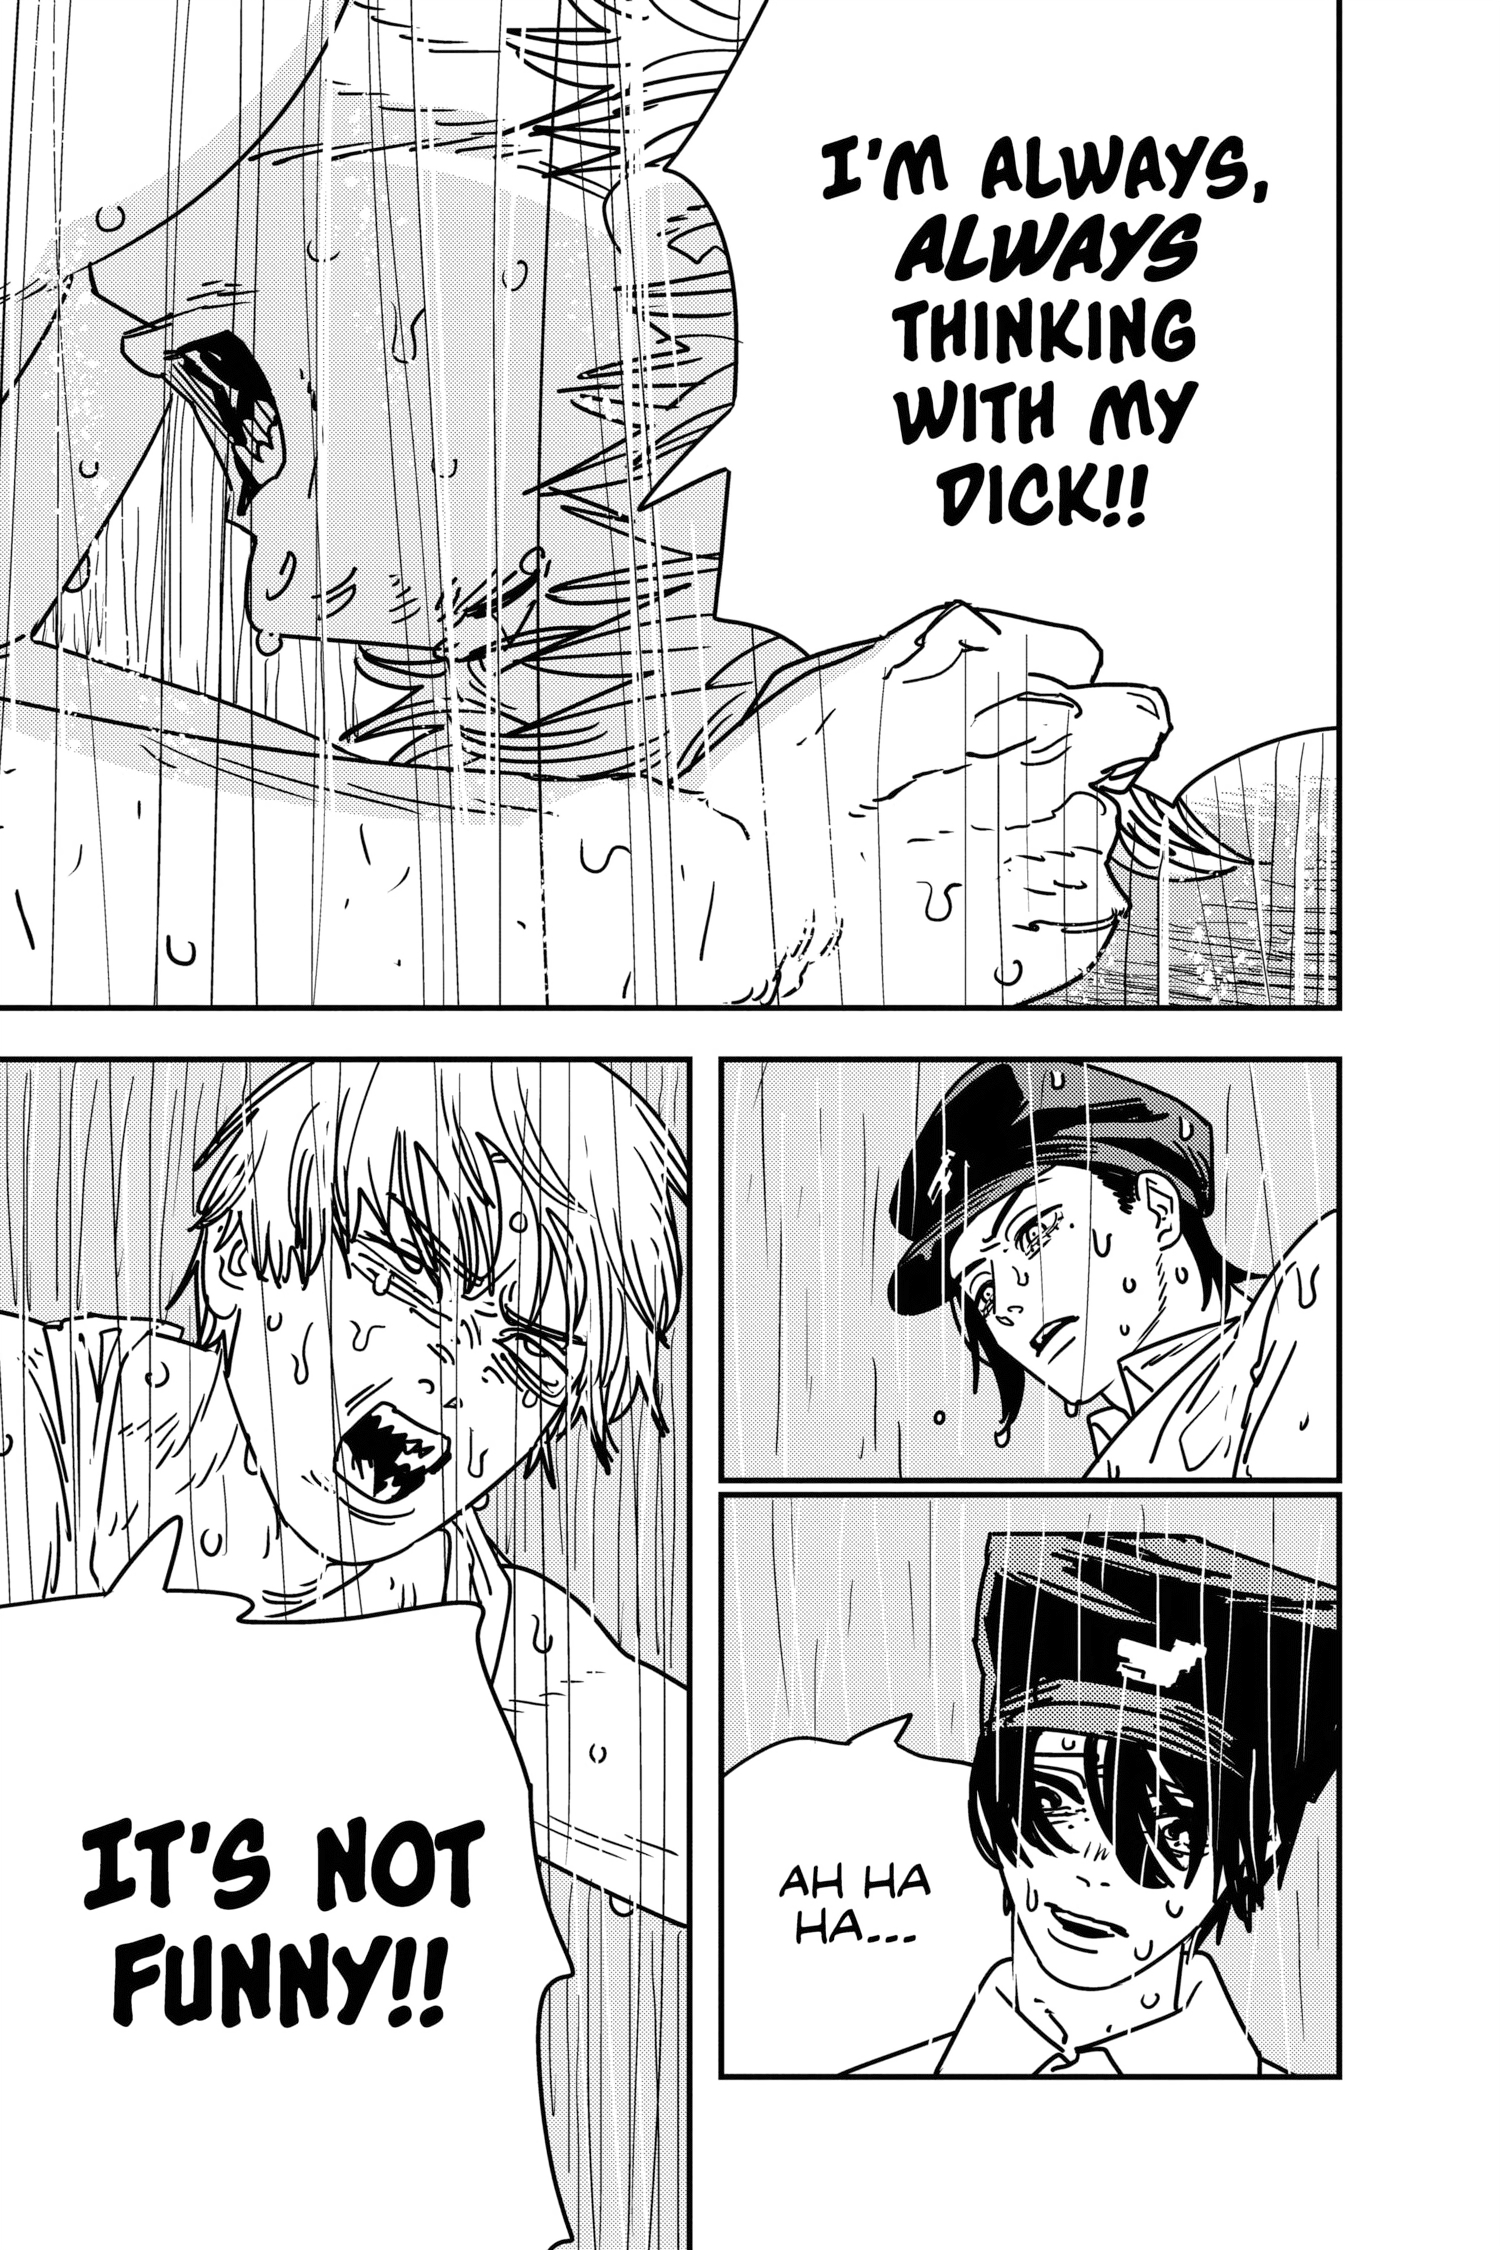 I'M ALWAYS,
ALWAYS
THINKING
WITH MY
DICK!!
AH HA
HA...
IT'S NOT
FUNNY!!